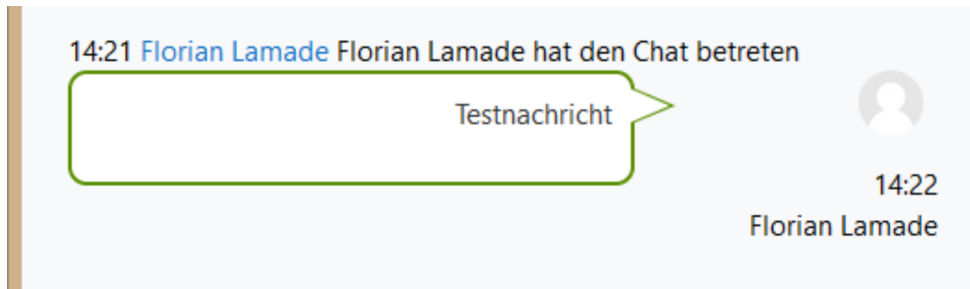 14:21 Florian Lamade Florian Lamade hat den Chat betreten
Testnachricht
14:22
Florian Lamade